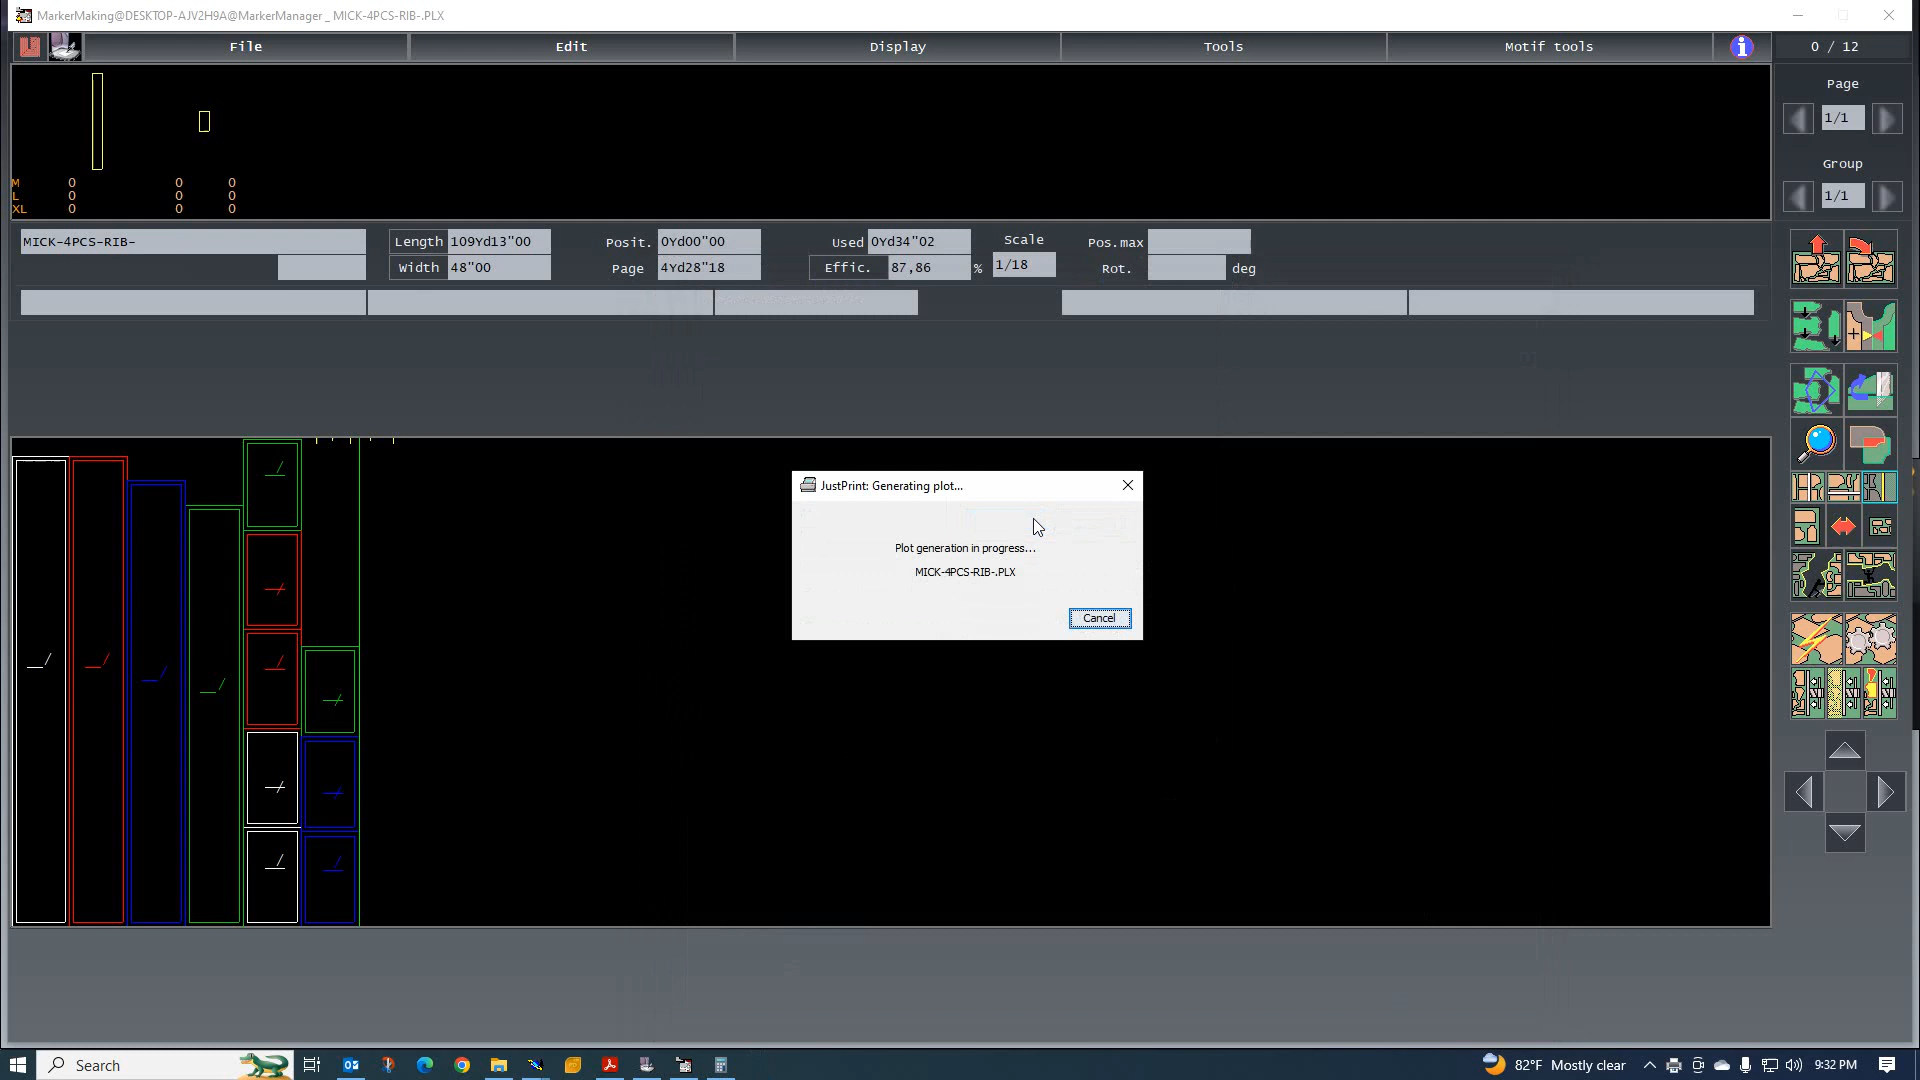 MarkerMaking@DESKTOP-AJV2H9A@MarkerManager _ MICK-4PCS-RIB-.PLX
File
Edit
Display
Tools
Motif tools
0 / 12
Page
1/1
Group
1/1
M 0 0 0
L 0 0 0
XL 0 0 0
MICK-4PCS-RIB-
Length 109Yd13"00
Posit. 0Yd00"00
Used 0Yd34"02
Scale
Pos.max
Width 48"00
Page 4Yd28"18
Effic. 87,86 %
1/18
Rot. deg
JustPrint: Generating plot...
Plot generation in progress...
MICK-4PCS-RIB-.PLX
Cancel
Search
82°F Mostly clear
9:32 PM